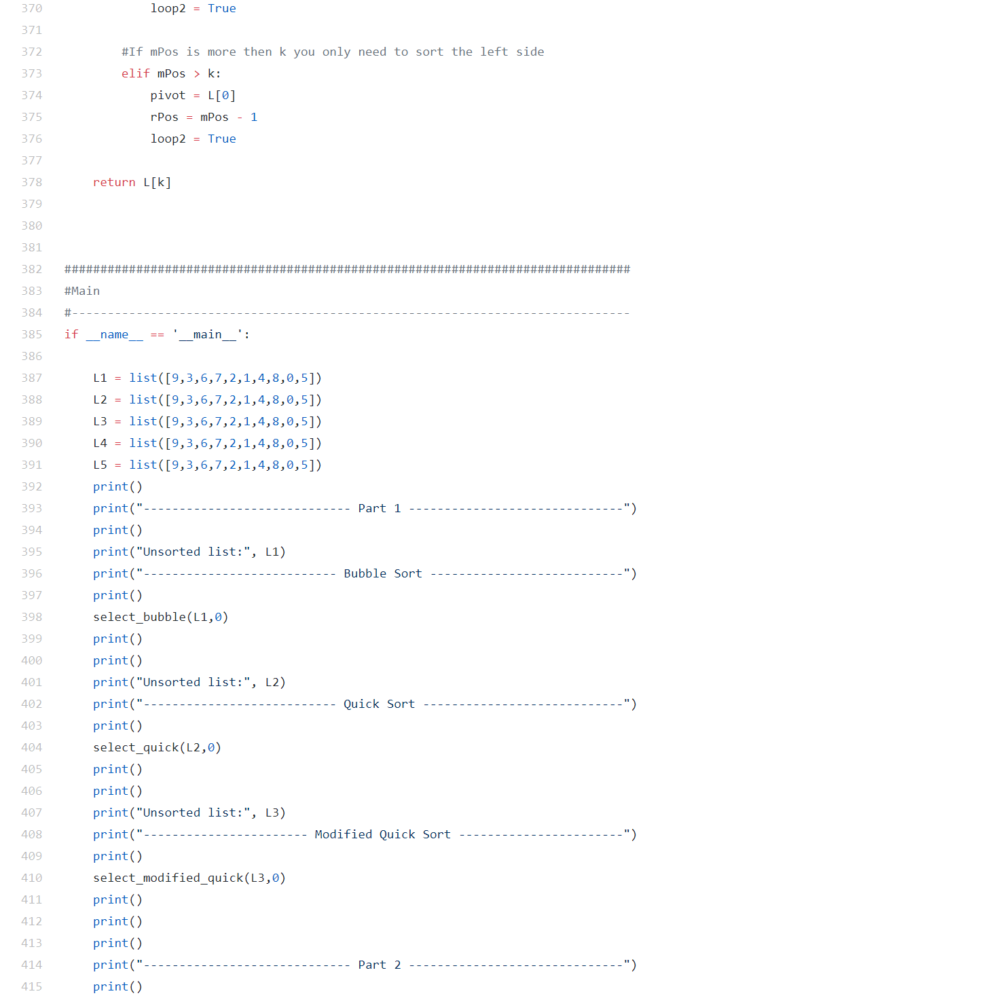 370 loop2 = True
371
372 #If mPos is more then k you only need to sort the left side
373 elif mPos > k:
374 pivot = L[0]
375 rPos = mPos - 1
376 loop2 = True
377
378 return L[k]
379
380
381
382 ###############################################################################
383 #Main
384 #------------------------------------------------------------------------------
385 if __name__ == '__main__':
386
387 L1 = list([9,3,6,7,2,1,4,8,0,5])
388 L2 = list([9,3,6,7,2,1,4,8,0,5])
389 L3 = list([9,3,6,7,2,1,4,8,0,5])
390 L4 = list([9,3,6,7,2,1,4,8,0,5])
391 L5 = list([9,3,6,7,2,1,4,8,0,5])
392 print()
393 print("----------------------------- Part 1 ------------------------------")
394 print()
395 print("Unsorted list:", L1)
396 print("--------------------------- Bubble Sort ---------------------------")
397 print()
398 select_bubble(L1,0)
399 print()
400 print()
401 print("Unsorted list:", L2)
402 print("--------------------------- Quick Sort ----------------------------")
403 print()
404 select_quick(L2,0)
405 print()
406 print()
407 print("Unsorted list:", L3)
408 print("----------------------- Modified Quick Sort -----------------------")
409 print()
410 select_modified_quick(L3,0)
411 print()
412 print()
413 print()
414 print("----------------------------- Part 2 ------------------------------")
415 print()